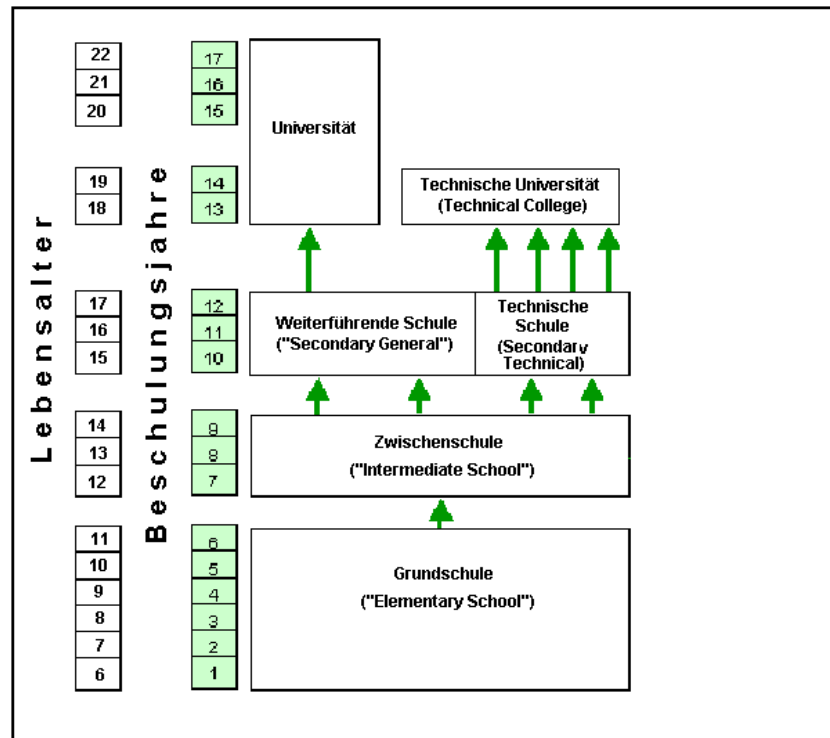 Lebensalter
Beschulungsjahre
22 17
21 16
20 15
Universität
19 14
18 13
Technische Universität
(Technical College)
17 12
16 11
15 10
Weiterführende Schule
("Secondary General")
Technische
Schule
(Secondary
Technical)
14 9
13 8
12 7
Zwischenschule
("Intermediate School")
11 6
10 5
9 4
8 3
7 2
6 1
Grundschule
("Elementary School")